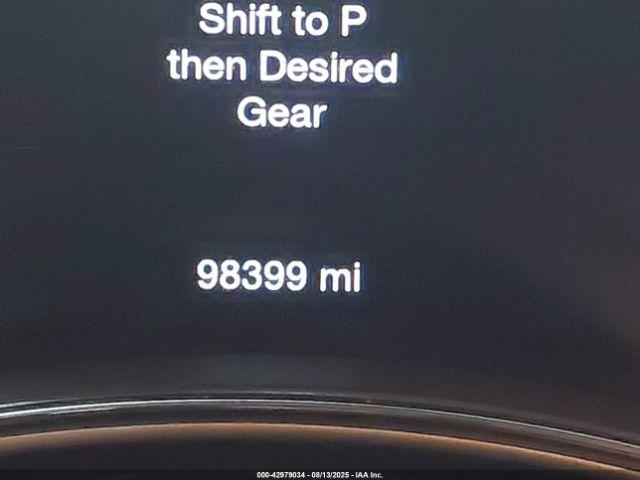 Shift to P
then Desired
Gear
98399 mi
000-42979034 - 08/13/2025 - IAA Inc.